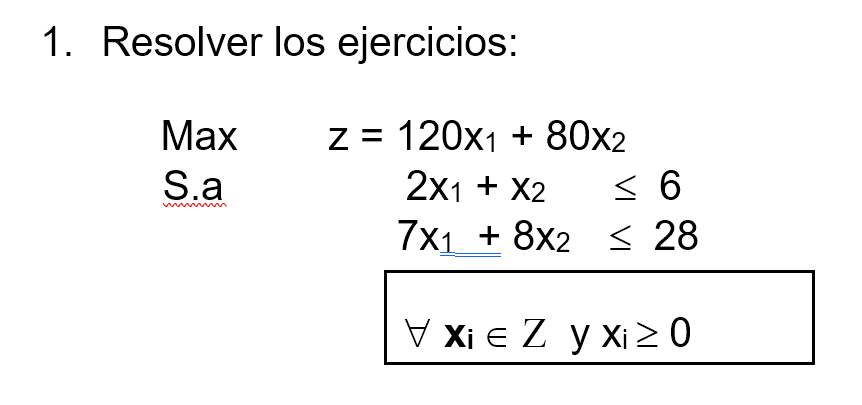 1. Resolver los ejercicios:
Max z = 120x1 + 80x2
S.a 2x1 + x2 ≤ 6
7x1 + 8x2 ≤ 28
∀ xi ∈ Z y xi ≥ 0